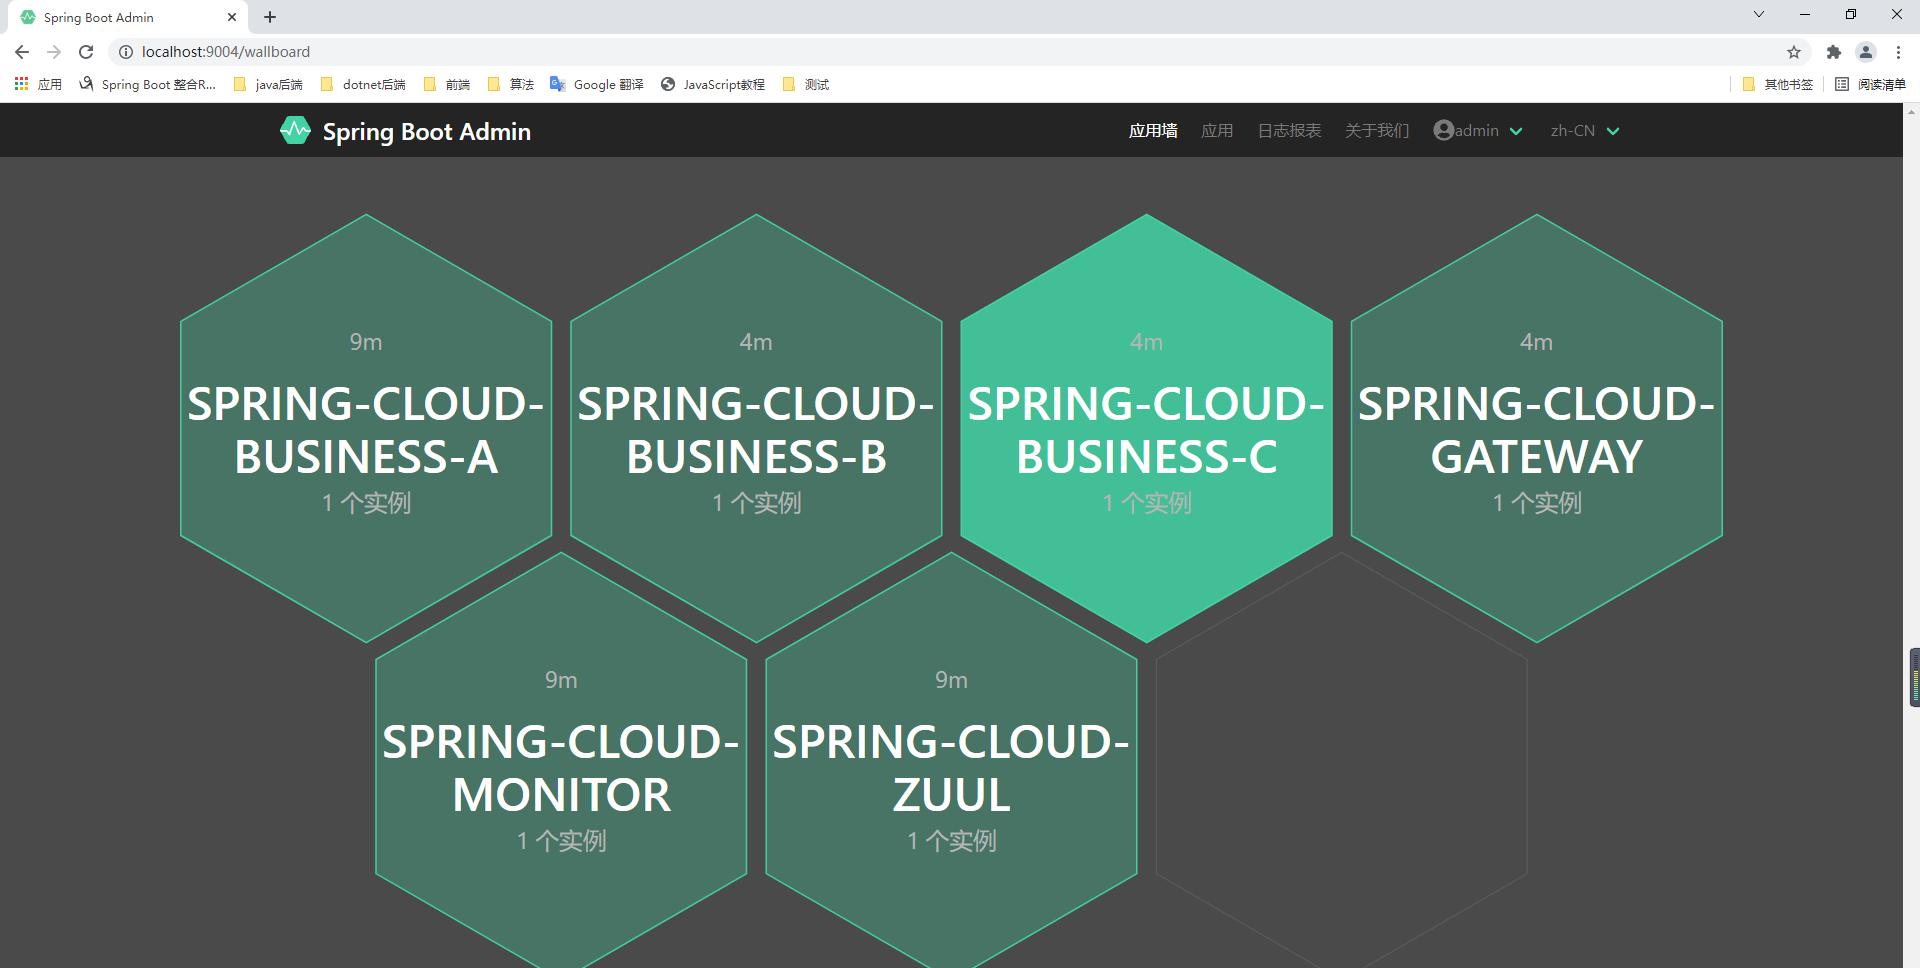 Spring Boot Admin
localhost:9004/wallboard
应用
Spring Boot 整合R...
java后端
dotnet后端
前端
算法
Google 翻译
JavaScript教程
测试
其他书签
阅读清单
Spring Boot Admin
应用墙
应用
日志报表
关于我们
admin
zh-CN
9m
SPRING-CLOUD-
BUSINESS-A
1 个实例
4m
SPRING-CLOUD-
BUSINESS-B
1 个实例
4m
SPRING-CLOUD-
BUSINESS-C
1 个实例
4m
SPRING-CLOUD-
GATEWAY
1 个实例
9m
SPRING-CLOUD-
MONITOR
1 个实例
9m
SPRING-CLOUD-
ZUUL
1 个实例